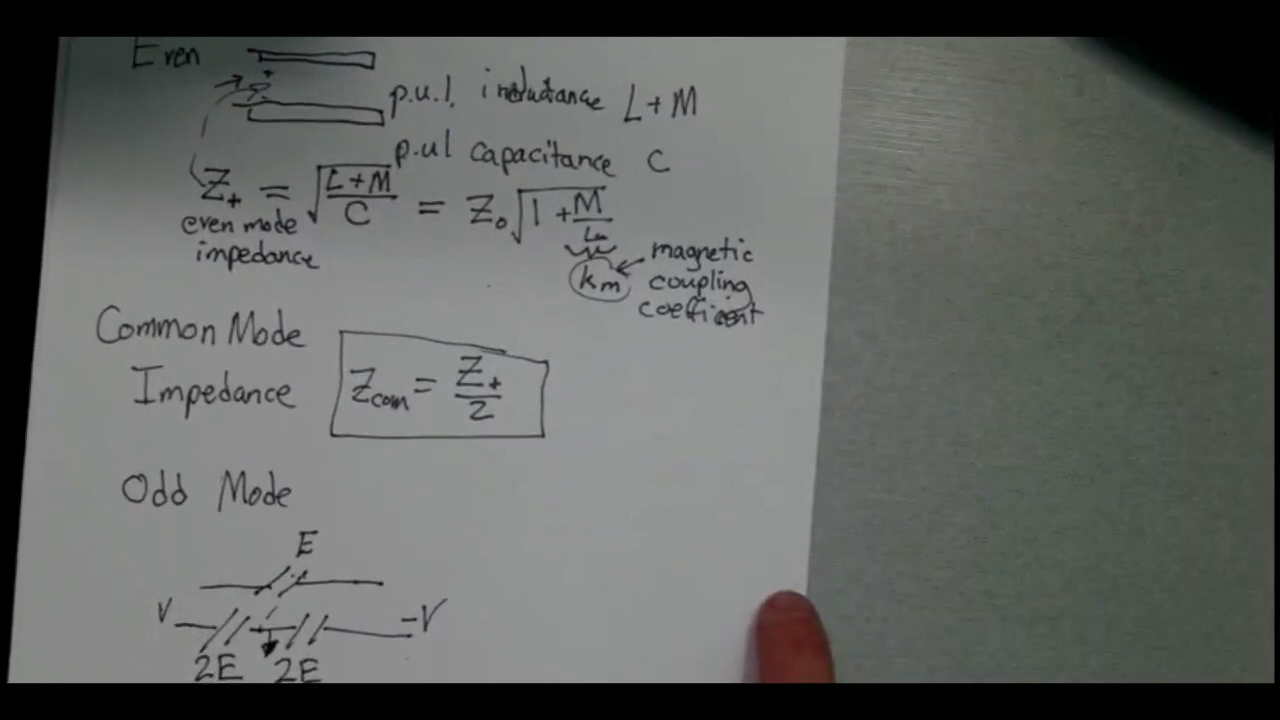 Even
p.u.l. inductance L+M
p.ul capacitance C
Z+ = √(L+M/C) = Z0 √(1+M/L)
even mode
impedance
km magnetic
coupling
coefficient
Common Mode
Impedance
Zcom = Z+/2
Odd Mode
E
V -V
2E 2E